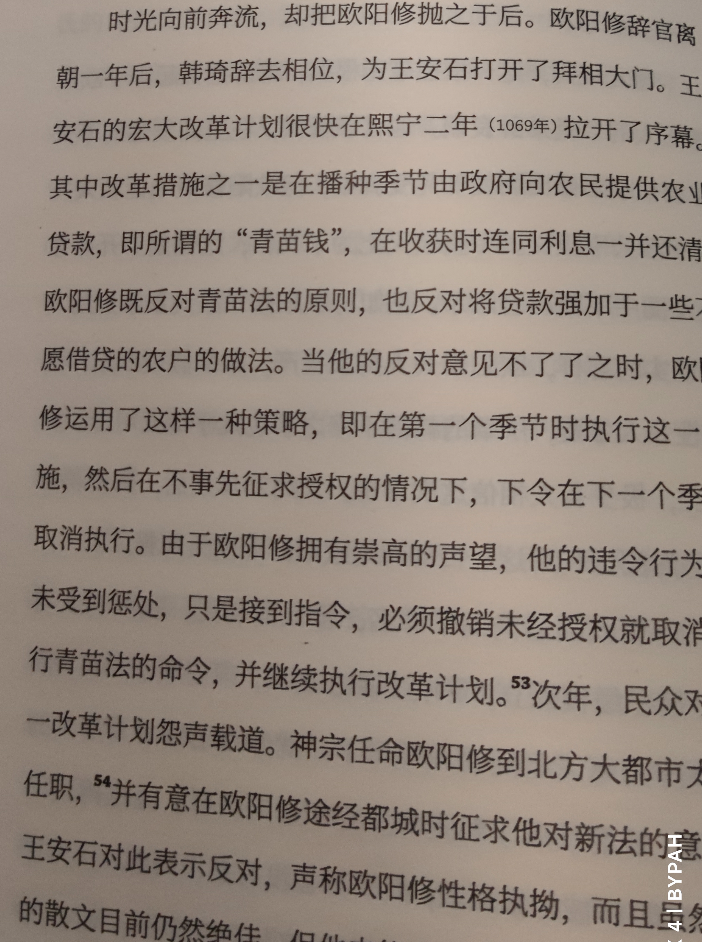 时光向前奔流，却把欧阳修抛之于后。欧阳修辞官离
朝一年后，韩琦辞去相位，为王安石打开了拜相大门。王
安石的宏大改革计划很快在熙宁二年（1069年）拉开了序幕。
其中改革措施之一是在播种季节由政府向农民提供农业
贷款，即所谓的“青苗钱”，在收获时连同利息一并还清
欧阳修既反对青苗法的原则，也反对将贷款强加于一些
愿借贷的农户的做法。当他的反对意见不了了之时，欧
修运用了这样一种策略，即在第一个季节时执行这一
施，然后在不事先征求授权的情况下，下令在下一个季
取消执行。由于欧阳修拥有崇高的声望，他的违令行为
未受到惩处，只是接到指令，必须撤销未经授权就取消
行青苗法的命令，并继续执行改革计划。53次年，民众对
一改革计划怨声载道。神宗任命欧阳修到北方大都市太
任职，54并有意在欧阳修途经都城时征求他对新法的意
王安石对此表示反对，声称欧阳修性格执拗，而且虽然
的散文目前仍然绝佳，但他
K 4 | BYPAH